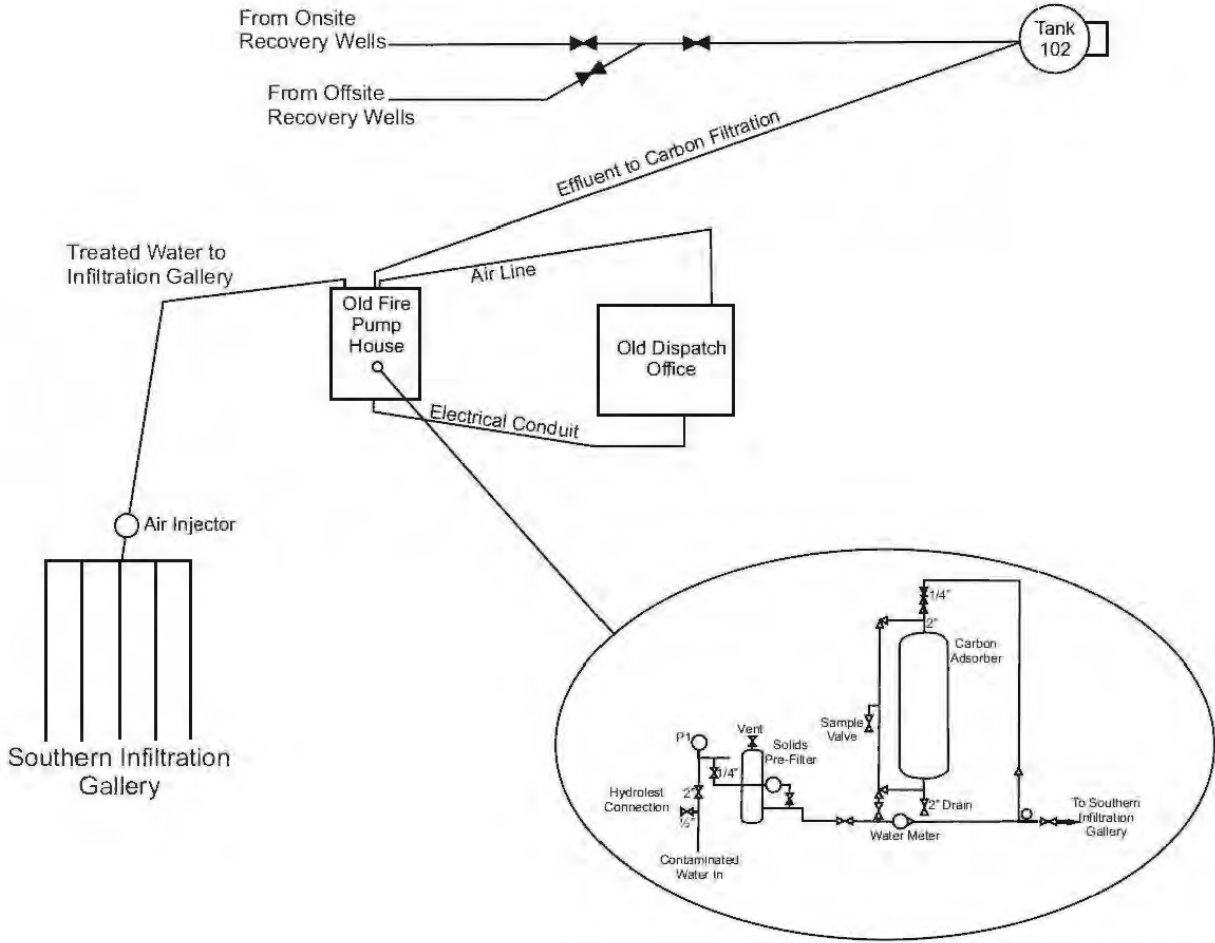 From Onsite
Recovery Wells
Tank
102
From Offsite
Recovery Wells
Effluent to Carbon Filtration
Treated Water to
Infiltration Gallery
Air Line
Old Fire
Pump
House
Old Dispatch
Office
Electrical Conduit
Air Injector
Southern Infiltration
Gallery
1/4"
2"
Carbon
Adsorber
Sample
Valve
Vent
P1
Solids
Pre-Filter
1/4"
2"
Hydrolest
Connection
½"
2" Drain
To Southern
Infiltration
Gallery
Water Meter
Contaminated
Water In